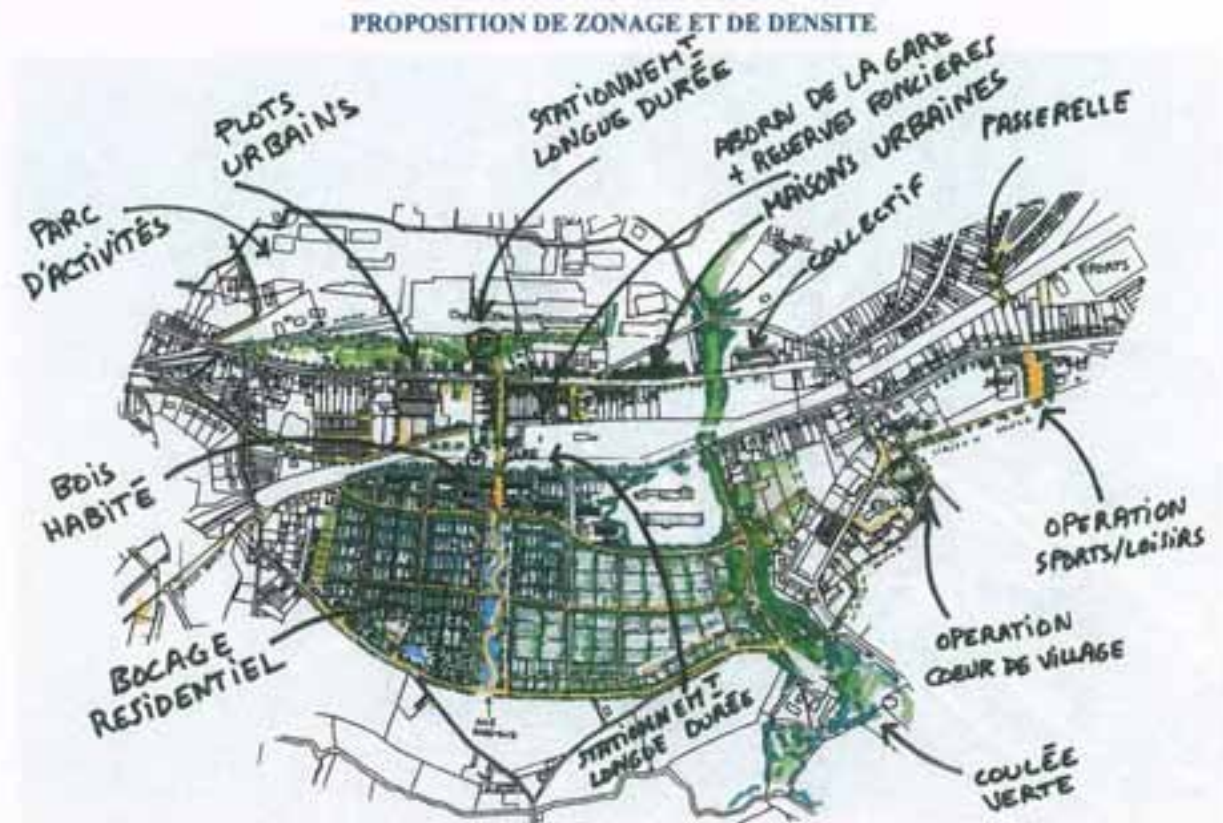 PROPOSITION DE ZONAGE ET DE DENSITE
PLOTS
URBAINS
STATIONNEMT
LONGUE DURÉE
ABORDS DE LA GARE
+ RESERVES FONCIERES
MAISONS URBAINES
PASSERELLE
COLLECTIF
PARC
D'ACTIVITÉS
SPORTS
BOIS
HABITÉ
OPERATION
SPORTS/LOISIRS
BOCAGE
RESIDENTIEL
OPERATION
COEUR DE VILLAGE
STATIONNEMT
LONGUE DURÉE
COULÉE
VERTE